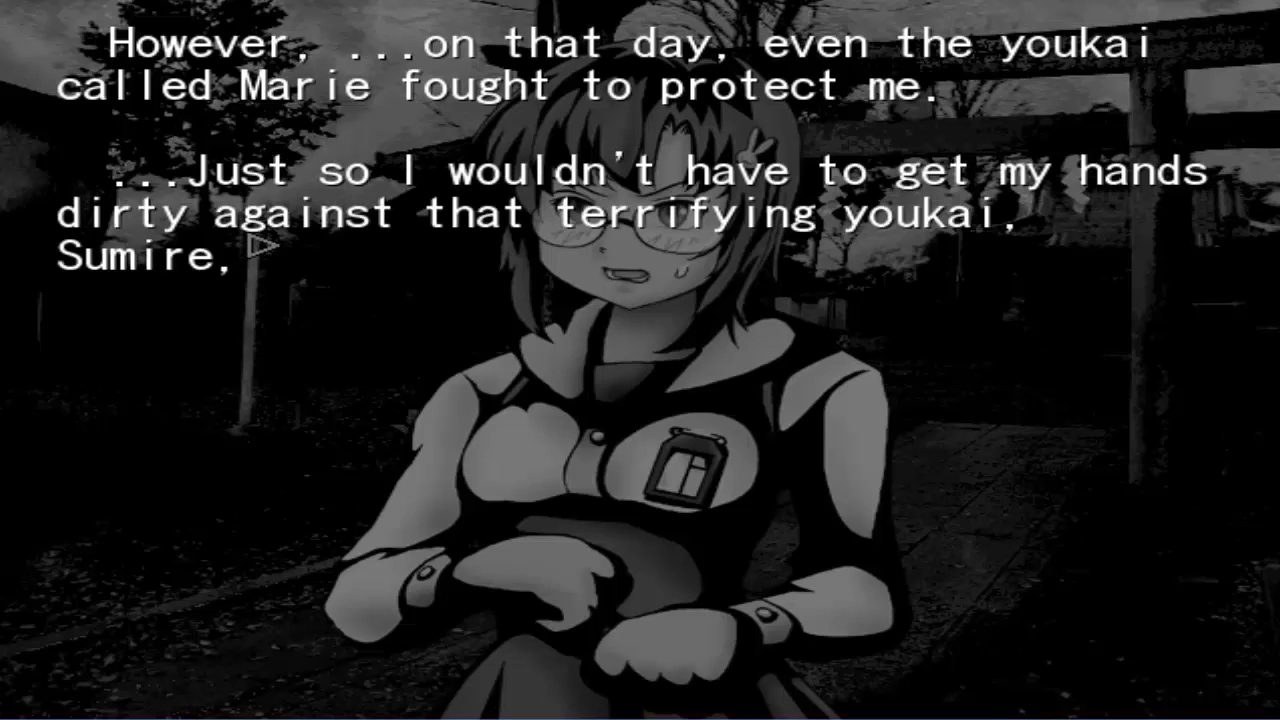 However, ...on that day, even the youkai
called Marie fought to protect me.
...Just so I wouldn't have to get my hands
dirty against that terrifying youkai,
Sumire,